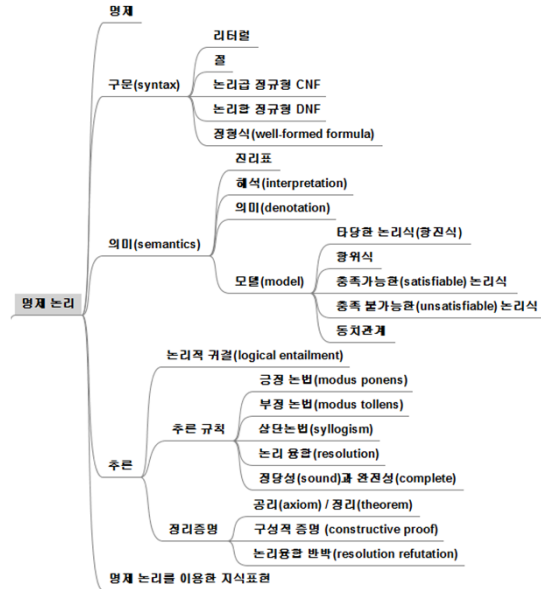 명제
구문(syntax)
리터럴
절
논리급 정규형 CNF
논리합 정규형 DNF
정형식(well-formed formula)
의미(semantics)
진리표
해석(interpretation)
의미(denotation)
모델(model)
타당한 논리식(항진식)
항위식
충족가능한(satisfiable) 논리식
충족 불가능한(unsatisfiable) 논리식
동치관계
명제 논리
추론
논리적 귀결(logical entailment)
추론 규칙
긍정 논법(modus ponens)
부정 논법(modus tollens)
삼단논법(syllogism)
논리 융합(resolution)
정당성(sound)과 완전성(complete)
정리증명
공리(axiom) / 정리(theorem)
구성적 증명 (constructive proof)
논리융합 반박(resolution refutation)
명제 논리를 이용한 지식표현